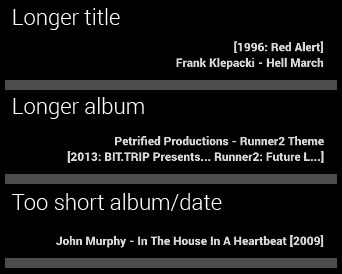 Longer title
[1996: Red Alert]
Frank Klepacki - Hell March
Longer album
Petrified Productions - Runner2 Theme
[2013: BIT.TRIP Presents... Runner2: Future L...]
Too short album/date
John Murphy - In The House In A Heartbeat [2009]